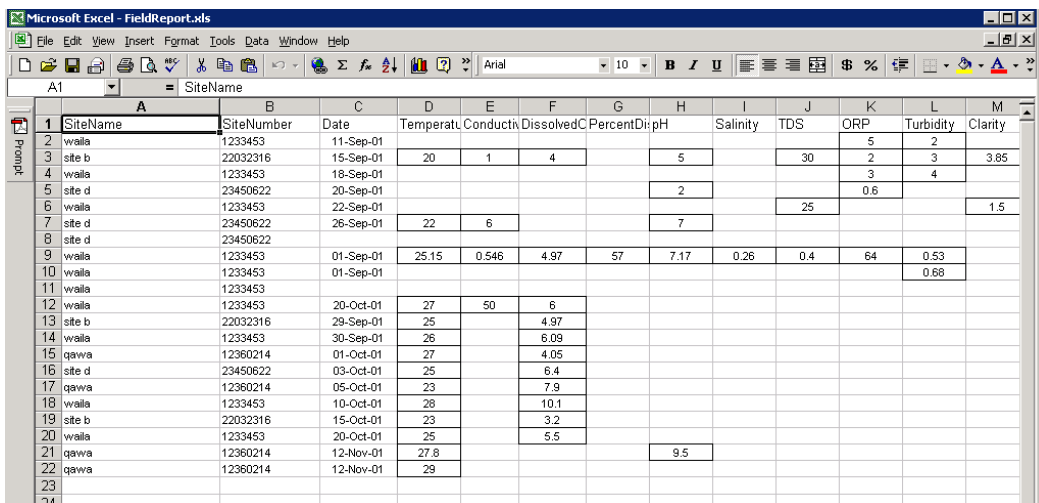 Microsoft Excel - FieldReport.xls
File Edit View Insert Format Tools Data Window Help
Arial 10 B I U $ %
A1 = SiteName
A B C D E F G H I J K L M
Prompt
1 SiteName SiteNumber Date Temperatu Conductiv DissolvedO PercentDis pH Salinity TDS ORP Turbidity Clarity
2 waila 1233453 11-Sep-01 5 2
3 site b 22032316 15-Sep-01 20 1 4 5 30 2 3 3.85
4 waila 1233453 18-Sep-01 3 4
5 site d 23450622 20-Sep-01 2 0.6
6 waila 1233453 22-Sep-01 25 1.5
7 site d 23450622 26-Sep-01 22 6 7
8 site d 23450622
9 waila 1233453 01-Sep-01 25.15 0.546 4.97 57 7.17 0.26 0.4 64 0.53
10 waila 1233453 01-Sep-01 0.68
11 waila 1233453
12 waila 1233453 20-Oct-01 27 50 6
13 site b 22032316 29-Sep-01 25 4.97
14 waila 1233453 30-Sep-01 26 6.09
15 qawa 12360214 01-Oct-01 27 4.05
16 site d 23450622 03-Oct-01 25 6.4
17 qawa 12360214 05-Oct-01 23 7.9
18 waila 1233453 10-Oct-01 28 10.1
19 site b 22032316 15-Oct-01 23 3.2
20 waila 1233453 20-Oct-01 25 5.5
21 qawa 12360214 12-Nov-01 27.8 9.5
22 qawa 12360214 12-Nov-01 29
23
24